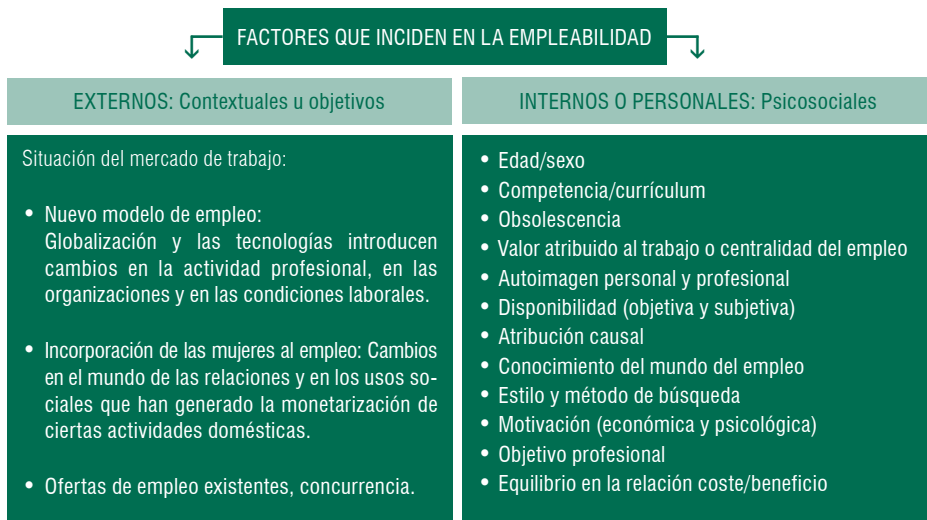 FACTORES QUE INCIDEN EN LA EMPLEABILIDAD
EXTERNOS: Contextuales u objetivos
Situación del mercado de trabajo:
• Nuevo modelo de empleo:
Globalización y las tecnologías introducen
cambios en la actividad profesional, en las
organizaciones y en las condiciones laborales.
• Incorporación de las mujeres al empleo: Cambios
en el mundo de las relaciones y en los usos so-
ciales que han generado la monetarización de
ciertas actividades domésticas.
• Ofertas de empleo existentes, concurrencia.
INTERNOS O PERSONALES: Psicosociales
• Edad/sexo
• Competencia/currículum
• Obsolescencia
• Valor atribuido al trabajo o centralidad del empleo
• Autoimagen personal y profesional
• Disponibilidad (objetiva y subjetiva)
• Atribución causal
• Conocimiento del mundo del empleo
• Estilo y método de búsqueda
• Motivación (económica y psicológica)
• Objetivo profesional
• Equilibrio en la relación coste/beneficio